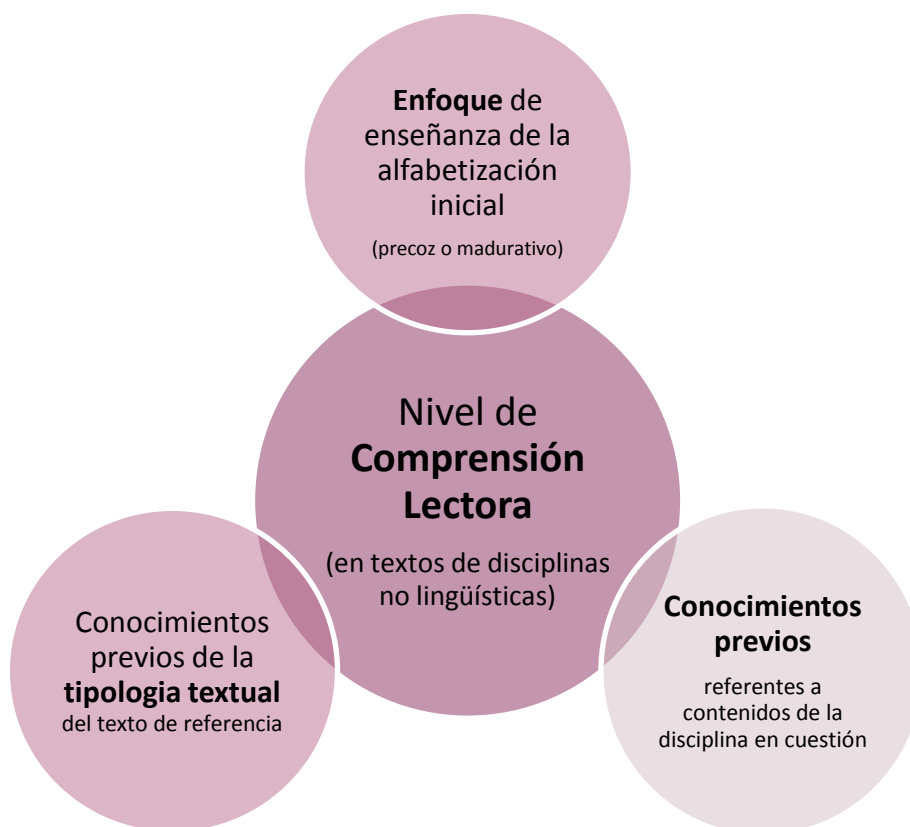 Enfoque de
enseñanza de la
alfabetización
inicial
(precoz o madurativo)
Nivel de
Comprensión
Lectora
(en textos de disciplinas
no lingüísticas)
Conocimientos
previos de la
tipologia textual
del texto de referencia
Conocimientos
previos
referentes a
contenidos de la
disciplina en cuestión